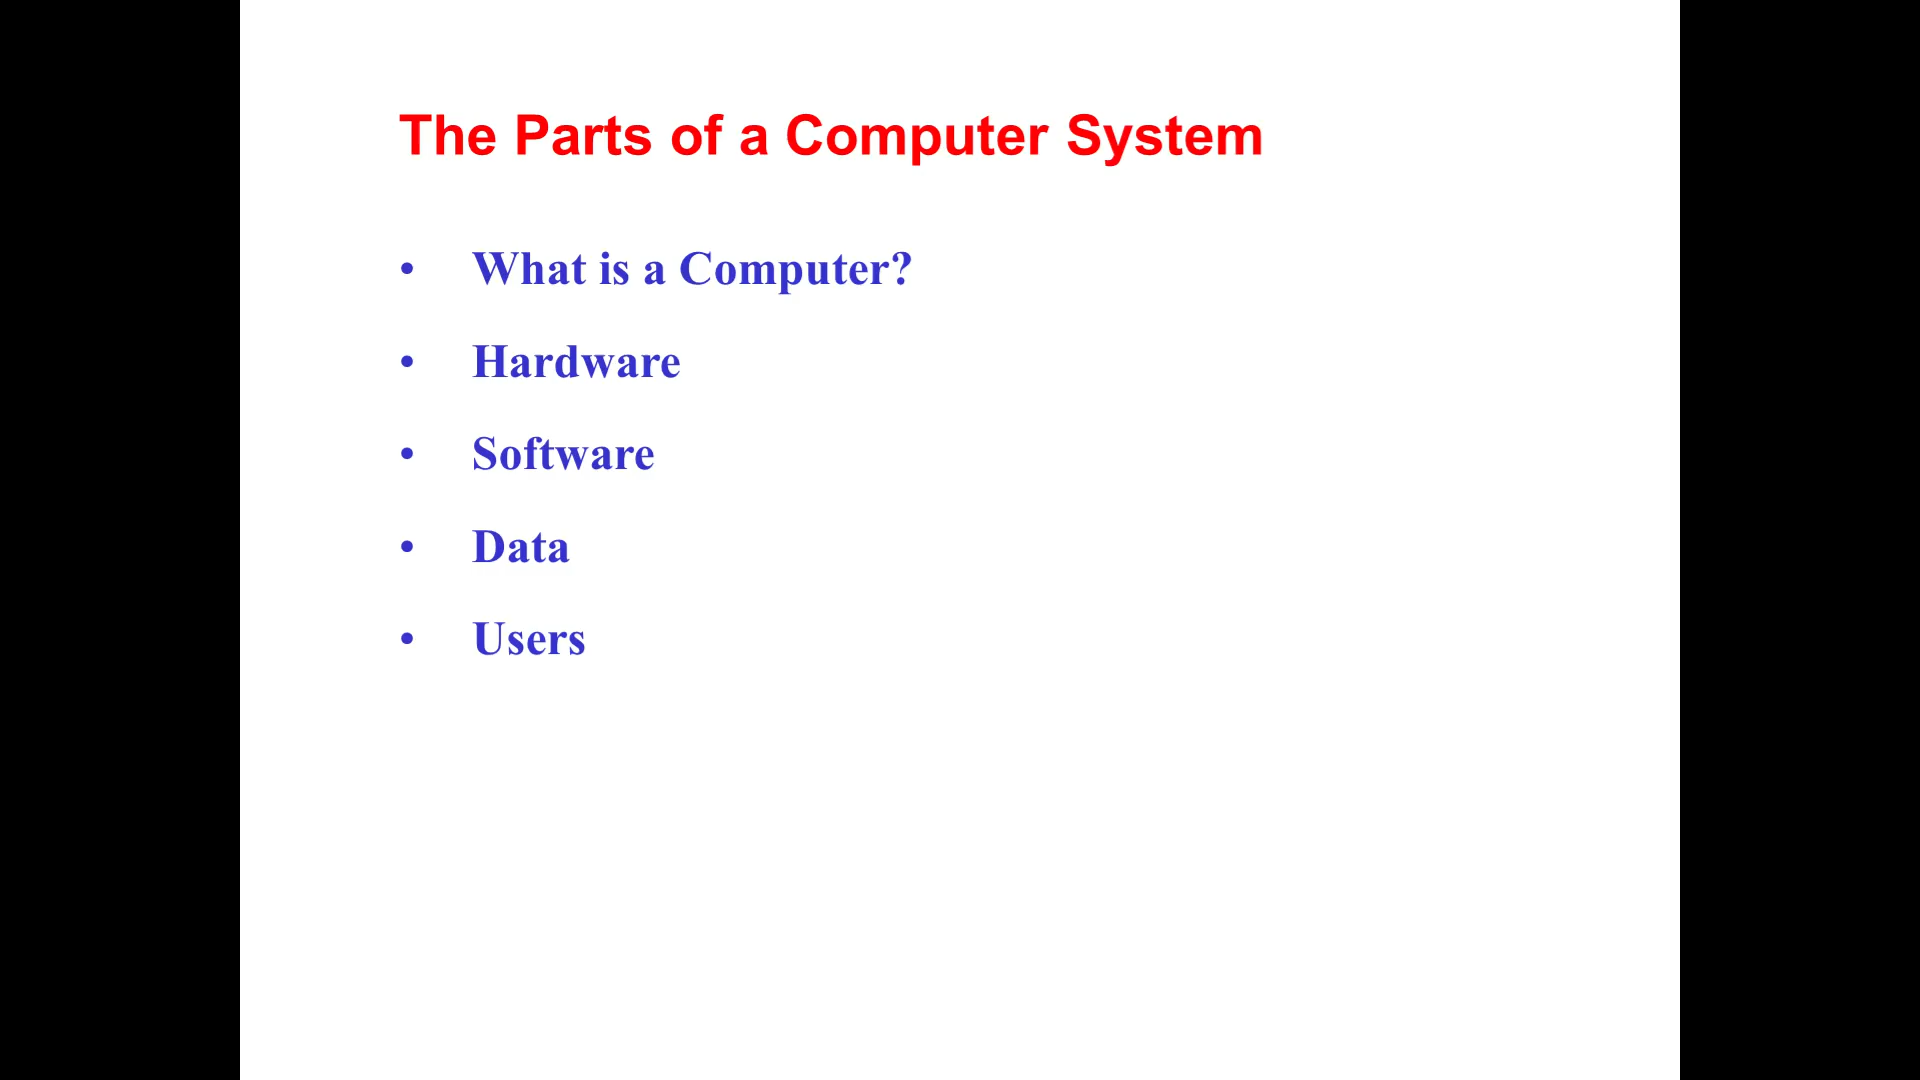 The Parts of a Computer System
• What is a Computer?
• Hardware
• Software
• Data
• Users